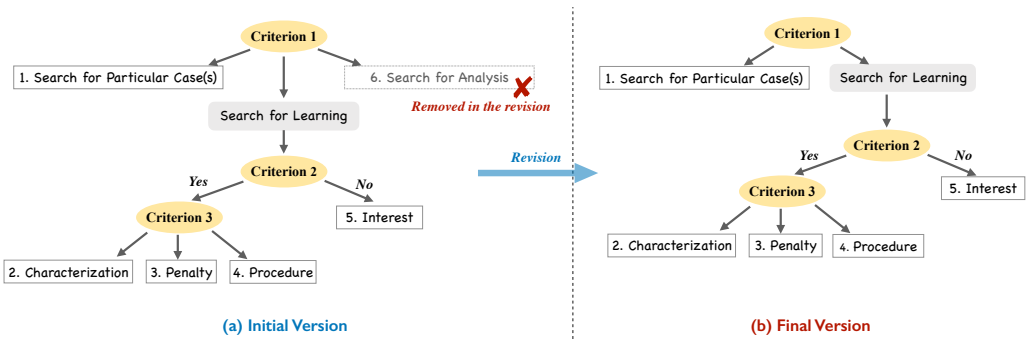 Criterion 1
1. Search for Particular Case(s)
6. Search for Analysis
Removed in the revision
Search for Learning
Criterion 2
Yes
No
Criterion 3
5. Interest
2. Characterization
3. Penalty
4. Procedure
(a) Initial Version
Revision
Criterion 1
1. Search for Particular Case(s)
Search for Learning
Criterion 2
Yes
No
Criterion 3
5. Interest
2. Characterization
3. Penalty
4. Procedure
(b) Final Version